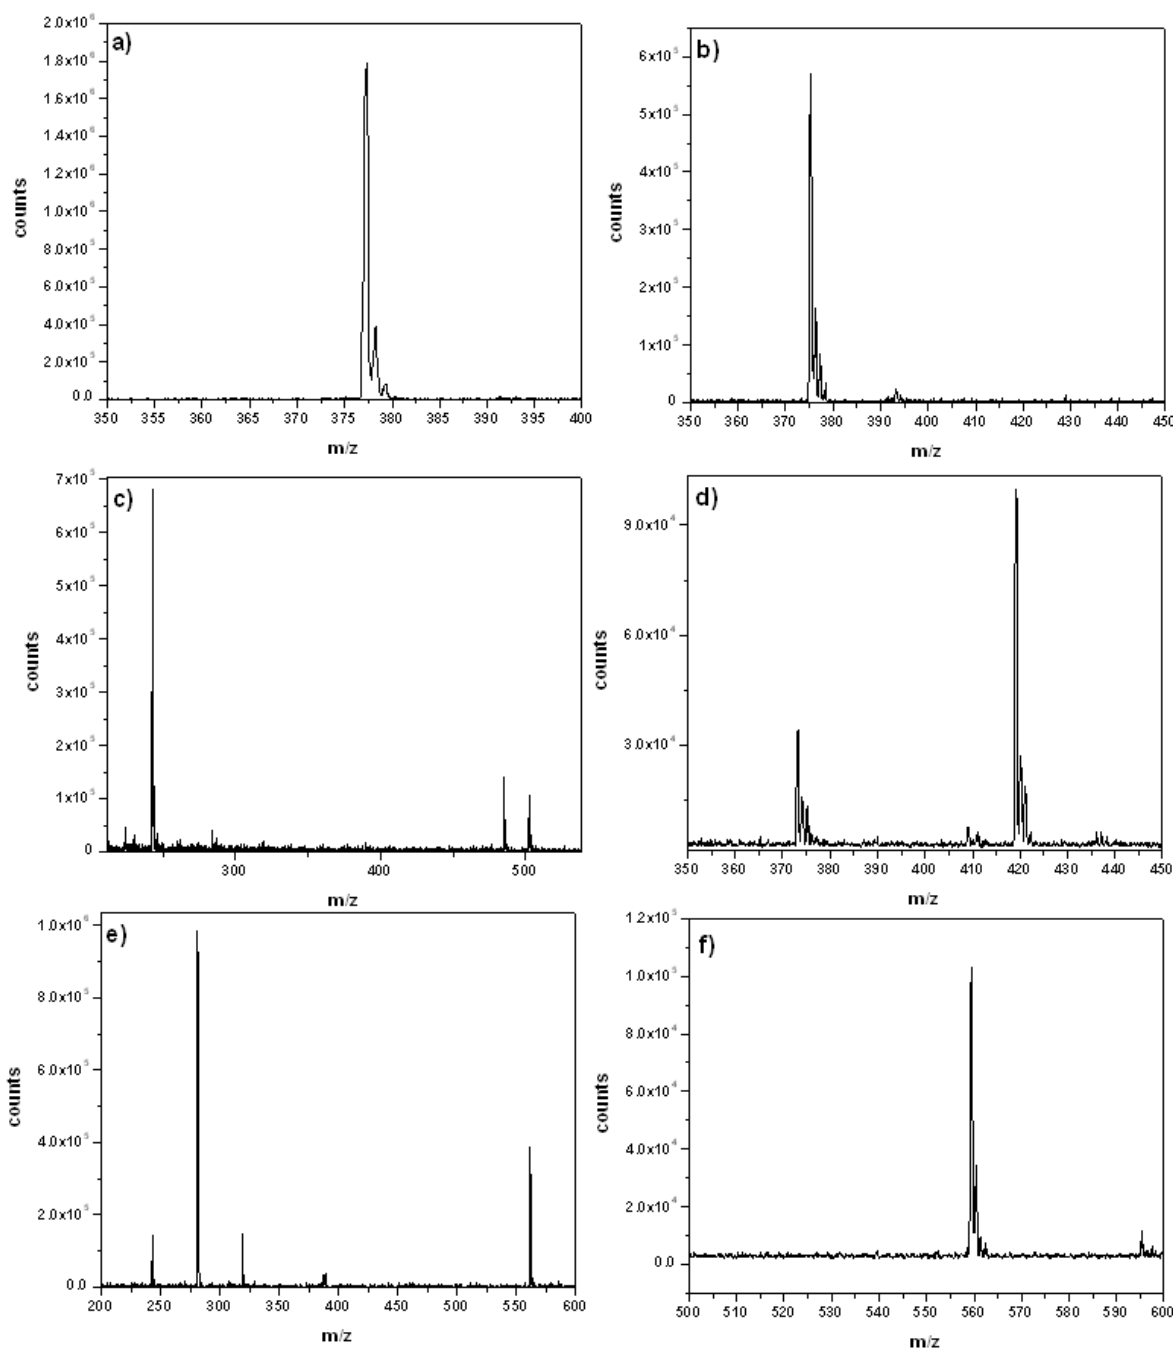 a)
2.0x10⁶
1.8x10⁶
1.6x10⁶
1.4x10⁶
1.2x10⁶
1.0x10⁶
8.0x10⁵
6.0x10⁵
4.0x10⁵
2.0x10⁵
0.0
counts
350 355 360 365 370 375 380 385 390 395 400
m/z
b)
6x10⁵
5x10⁵
4x10⁵
3x10⁵
2x10⁵
1x10⁵
0
counts
350 360 370 380 390 400 410 420 430 440 450
m/z
c)
7x10⁵
6x10⁵
5x10⁵
4x10⁵
3x10⁵
2x10⁵
1x10⁵
0
counts
300 400 500
m/z
d)
9.0x10⁴
6.0x10⁴
3.0x10⁴
counts
350 360 370 380 390 400 410 420 430 440 450
m/z
e)
1.0x10⁶
8.0x10⁵
6.0x10⁵
4.0x10⁵
2.0x10⁵
0.0
counts
200 250 300 350 400 450 500 550 600
m/z
f)
1.2x10⁵
1.0x10⁵
8.0x10⁴
6.0x10⁴
4.0x10⁴
2.0x10⁴
0.0
counts
500 510 520 530 540 550 560 570 580 590 600
m/z